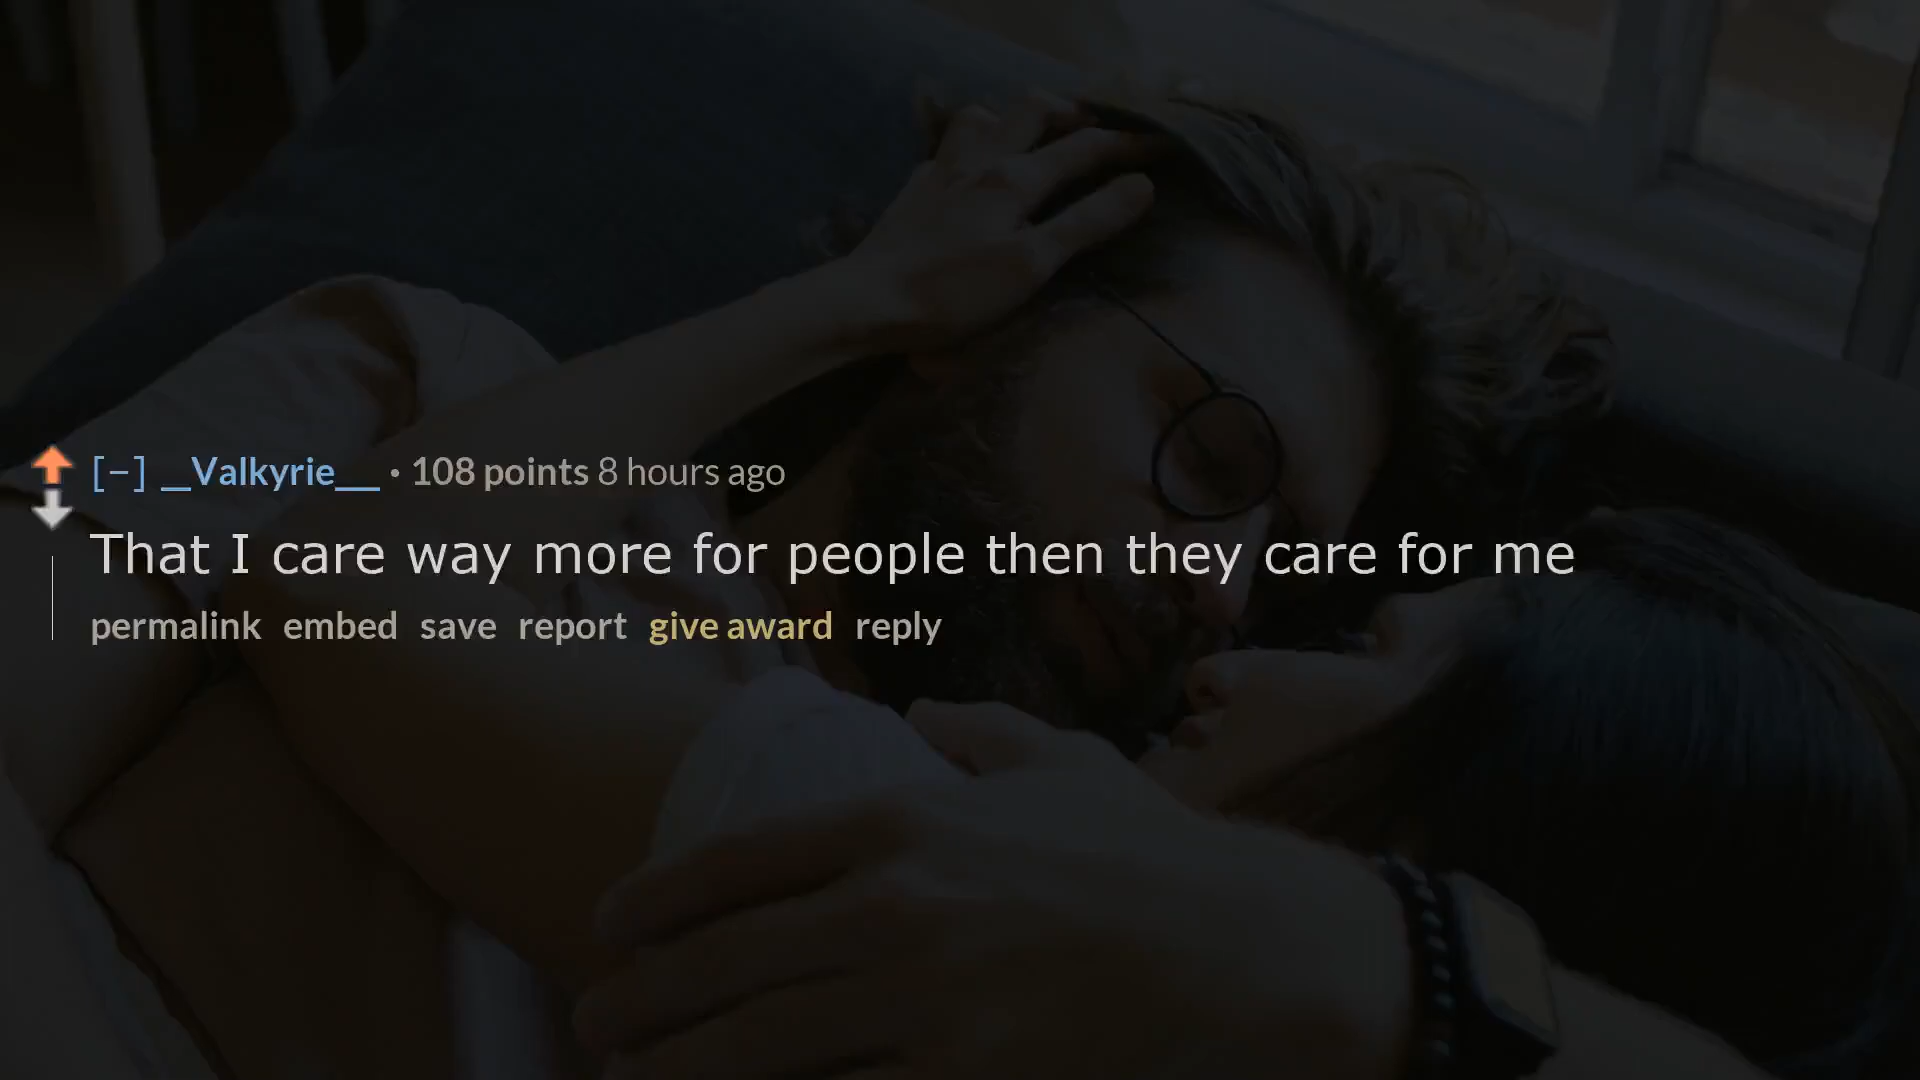 [–] __Valkyrie__ • 108 points 8 hours ago
That I care way more for people then they care for me
permalink embed save report give award reply